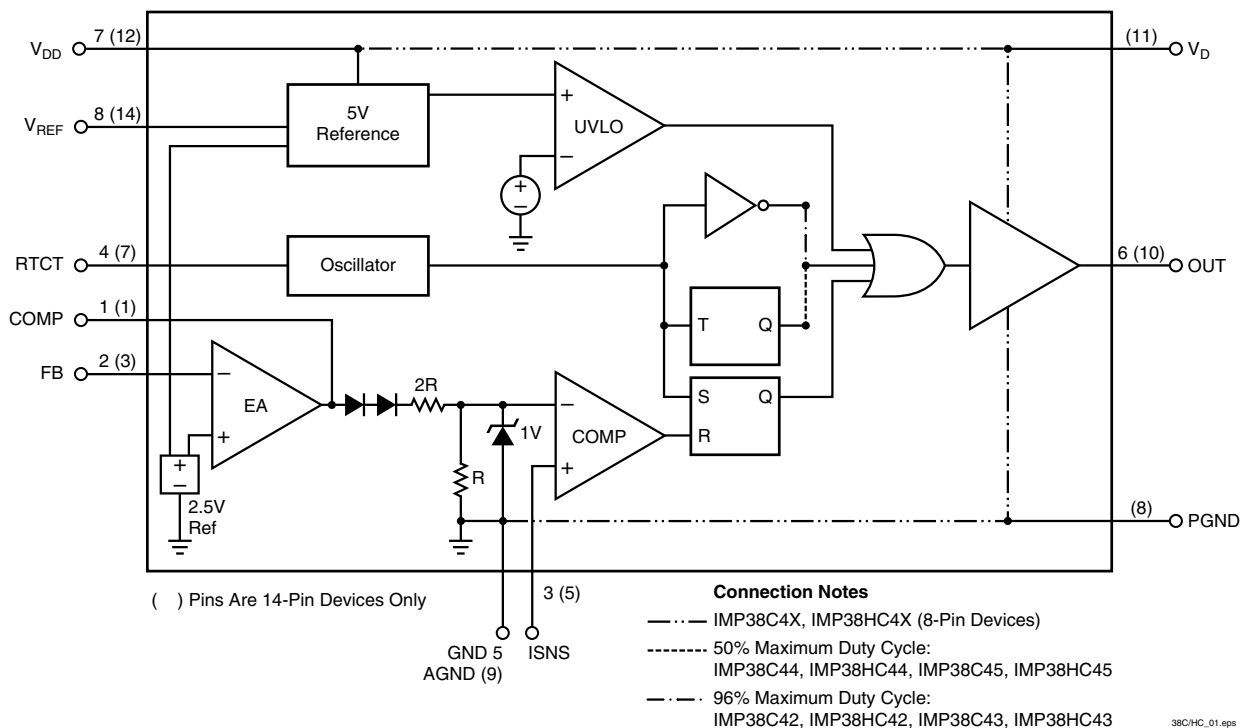 7 (12)
(11)
VDD
VD
5V
Reference
+
UVLO
−
8 (14)
VREF
+
−
4 (7)
RTCT
Oscillator
6 (10)
OUT
1 (1)
COMP
T Q
2 (3)
FB
−
EA
+
2R
−
COMP
+
S Q
R
1V
R
+
−
2.5V
Ref
(8)
PGND
3 (5)
( ) Pins Are 14-Pin Devices Only
GND 5
AGND (9)
ISNS
Connection Notes
IMP38C4X, IMP38HC4X (8-Pin Devices)
50% Maximum Duty Cycle:
IMP38C44, IMP38HC44, IMP38C45, IMP38HC45
96% Maximum Duty Cycle:
IMP38C42, IMP38HC42, IMP38C43, IMP38HC43
38C/HC_01.eps